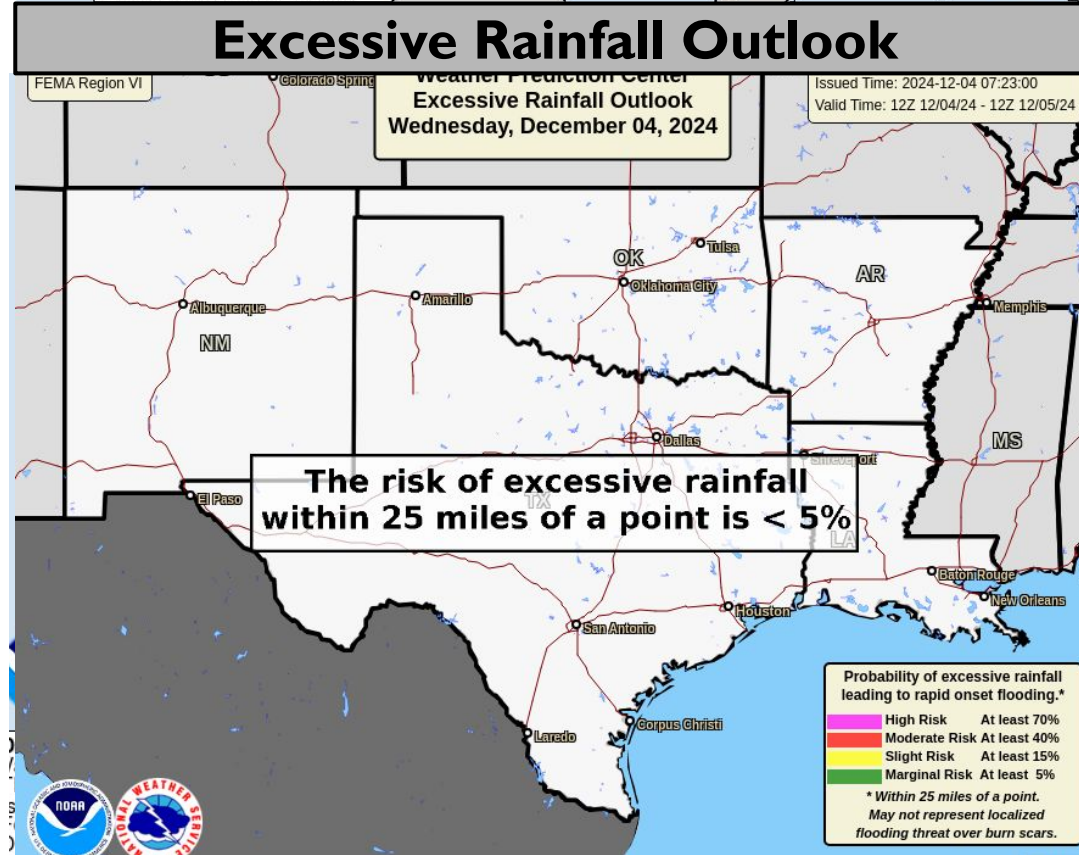 Excessive Rainfall Outlook
FEMA Region VI
Colorado Spring
Weather Prediction Center
Excessive Rainfall Outlook
Wednesday, December 04, 2024
Issued Time: 2024-12-04 07:23:00
Valid Time: 12Z 12/04/24 - 12Z 12/05/24
Tulsa
OK
Oklahoma City
AR
Amarillo
Albuquerque
Memphis
NM
Dallas
MS
Shreveport
The risk of excessive rainfall
within 25 miles of a point is < 5%
El Paso
TX
LA
Baton Rouge
New Orleans
Houston
San Antonio
Corpus Christi
Laredo
Probability of excessive rainfall
leading to rapid onset flooding.*
High Risk At least 70%
Moderate Risk At least 40%
Slight Risk At least 15%
Marginal Risk At least 5%
* Within 25 miles of a point.
May not represent localized
flooding threat over burn scars.
NOAA
NATIONAL WEATHER SERVICE